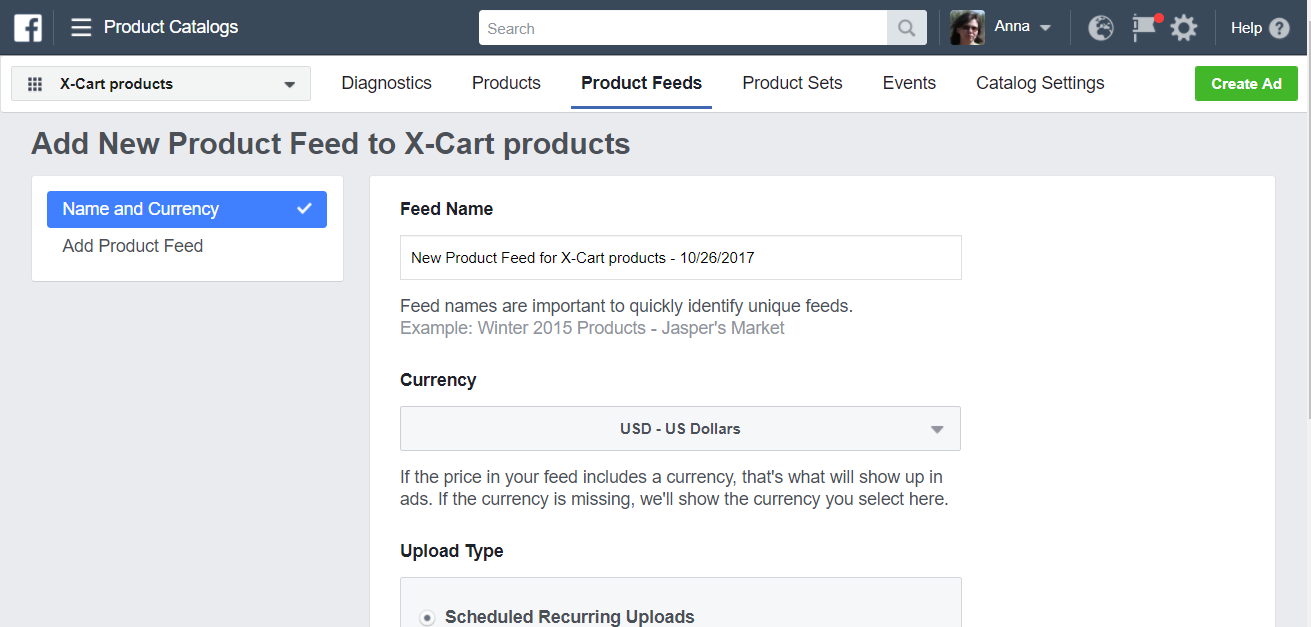 f
Product Catalogs
Search
Anna
Help ?
X-Cart products
Diagnostics
Products
Product Feeds
Product Sets
Events
Catalog Settings
Create Ad
Add New Product Feed to X-Cart products
Name and Currency
Add Product Feed
Feed Name
New Product Feed for X-Cart products - 10/26/2017
Feed names are important to quickly identify unique feeds.
Example: Winter 2015 Products - Jasper's Market
Currency
USD - US Dollars
If the price in your feed includes a currency, that's what will show up in
ads. If the currency is missing, we'll show the currency you select here.
Upload Type
Scheduled Recurring Uploads